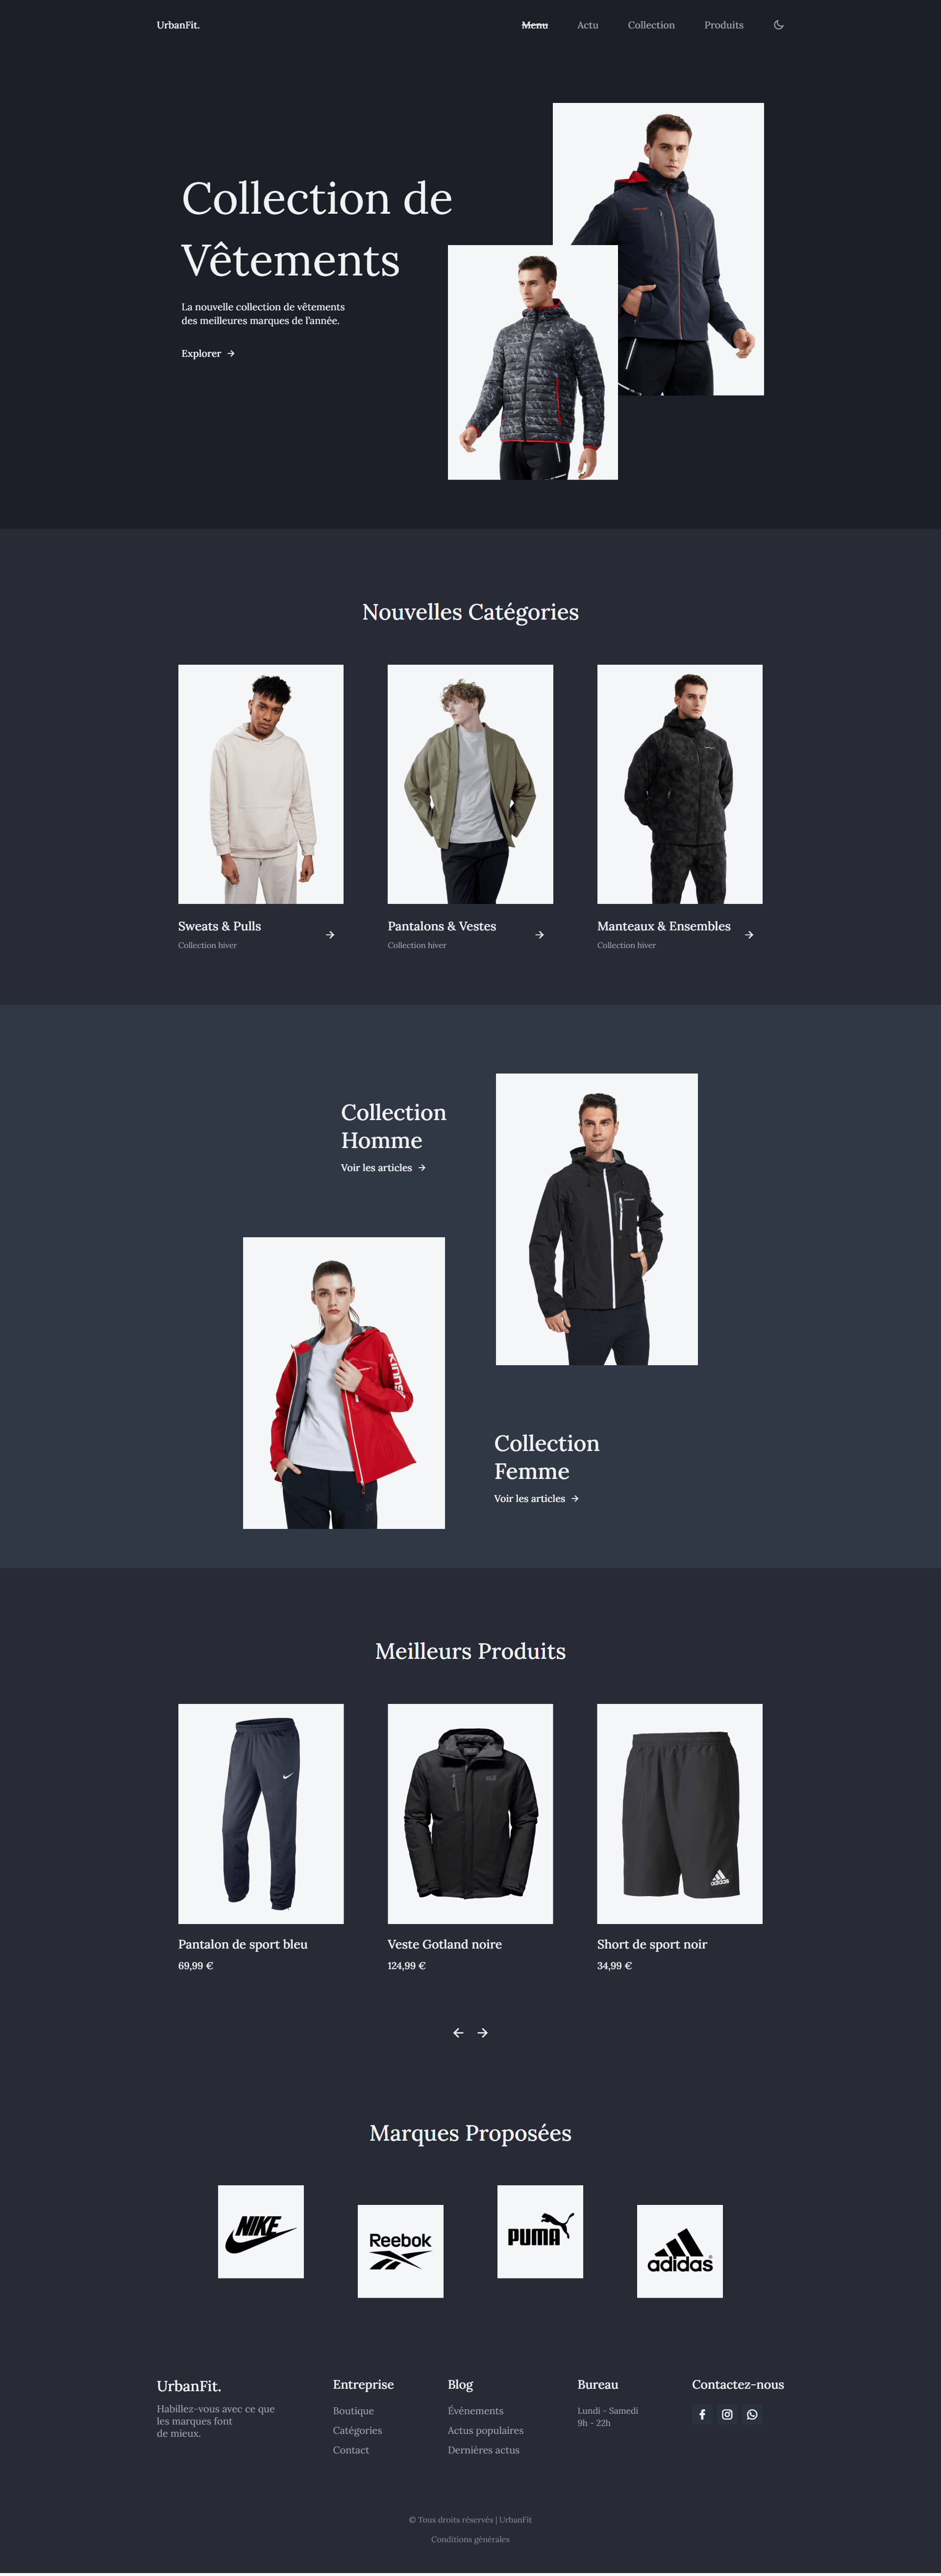 UrbanFit.
Menu
Actu
Collection
Produits
Collection de
Vêtements
La nouvelle collection de vêtements
des meilleures marques de l'année.
Explorer
Nouvelles Catégories
Sweats & Pulls
Collection hiver
Pantalons & Vestes
Collection hiver
Manteaux & Ensembles
Collection hiver
Collection
Homme
Voir les articles
Collection
Femme
Voir les articles
Meilleurs Produits
Pantalon de sport bleu
69,99 €
Veste Gotland noire
124,99 €
adidas
Short de sport noir
34,99 €
Marques Proposées
NIKE
Reebok
PUMA
adidas
UrbanFit.
Habillez-vous avec ce que
les marques font
de mieux.
Entreprise
Boutique
Catégories
Contact
Blog
Événements
Actus populaires
Dernières actus
Bureau
Lundi - Samedi
9h - 22h
Contactez-nous
© Tous droits réservés | UrbanFit
Conditions générales